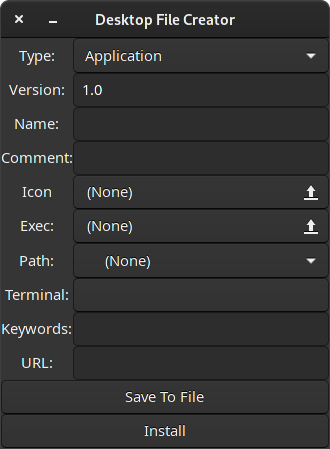 Desktop File Creator
Type: Application
Version: 1.0
Name:
Comment:
Icon (None)
Exec: (None)
Path: (None)
Terminal:
Keywords:
URL:
Save To File
Install